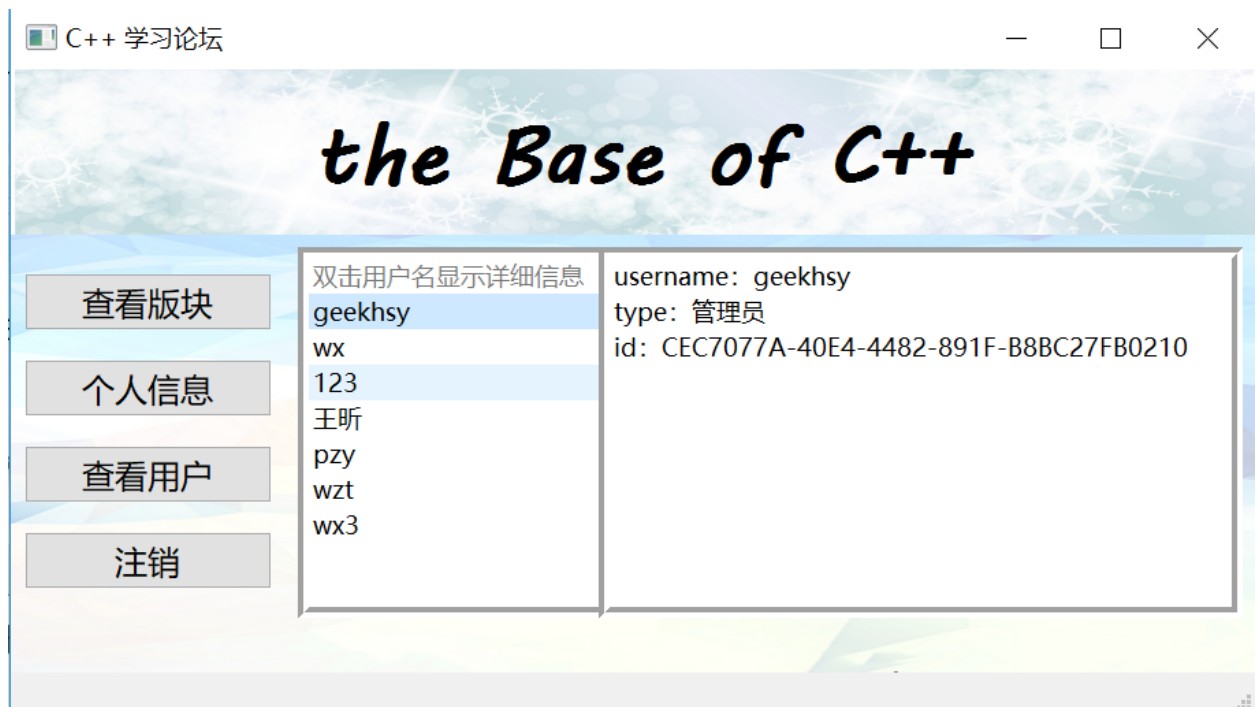 C++ 学习论坛
the Base of C++
查看版块
个人信息
查看用户
注销
双击用户名显示详细信息
geekhsy
wx
123
王昕
pzy
wzt
wx3
username：geekhsy
type：管理员
id：CEC7077A-40E4-4482-891F-B8BC27FB0210